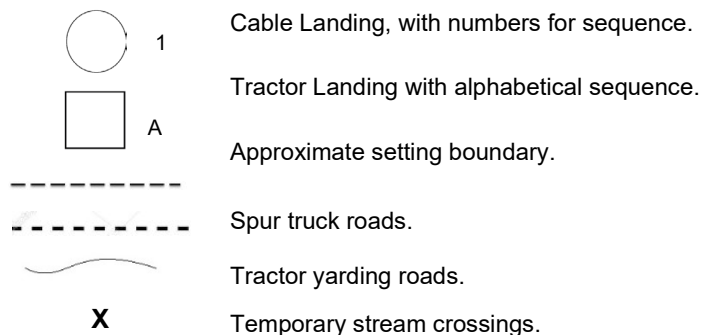 Cable Landing, with numbers for sequence.
1
Tractor Landing with alphabetical sequence.
A
Approximate setting boundary.
Spur truck roads.
Tractor yarding roads.
X
Temporary stream crossings.